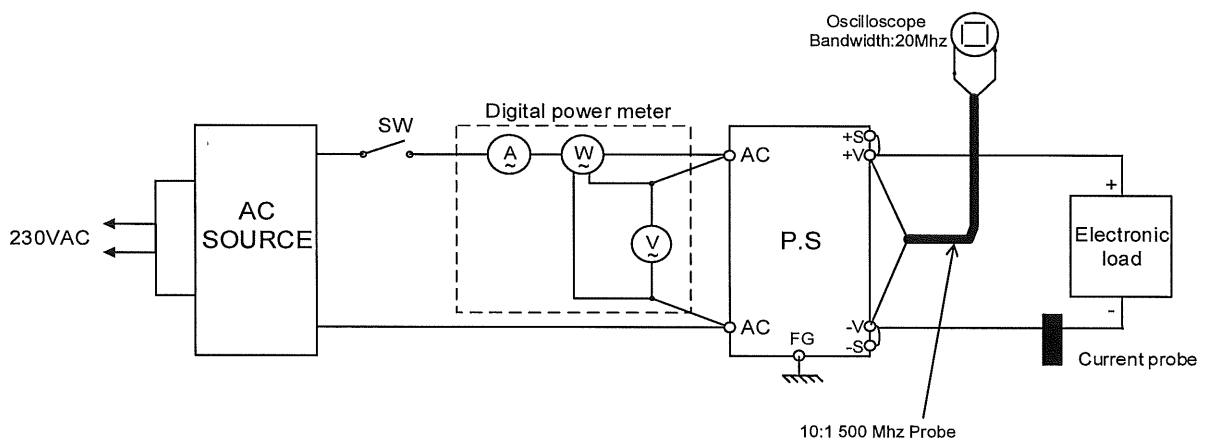 Oscilloscope
Bandwidth:20Mhz
Digital power meter
SW
A
~
W
~
+S
+V
AC
AC
SOURCE
230VAC
V
~
P.S
+
Electronic
load
-
AC
FG
-V
-S
Current probe
10:1 500 Mhz Probe